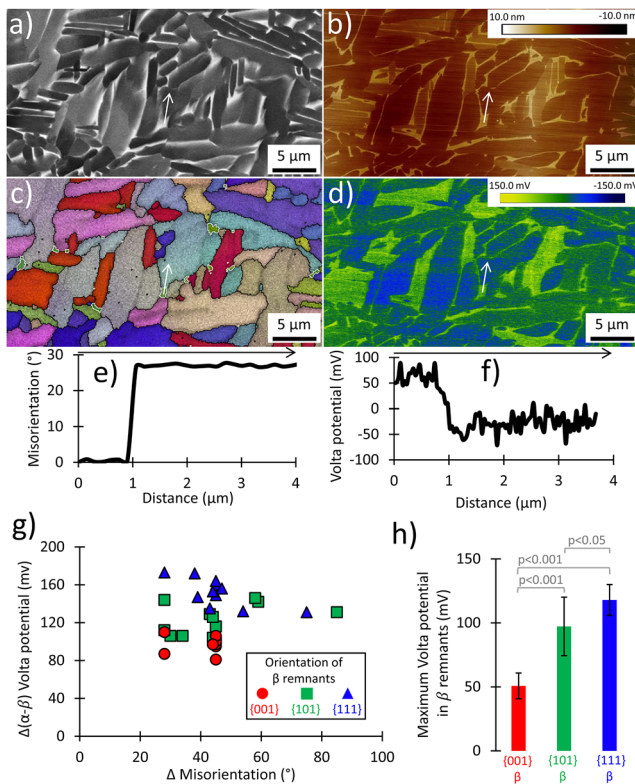 a)
5 μm
b)
10.0 nm
-10.0 nm
5 μm
c)
5 μm
d)
150.0 mV
-150.0 mV
5 μm
e)
Misorientation (°)
30
20
10
0
0
1
2
3
4
Distance (μm)
f)
Volta potential (mV)
100
50
0
-50
-100
0
1
2
3
4
Distance (μm)
g)
Δ(α-β) Volta potential (mv)
200
160
120
80
40
0
0
20
40
60
80
100
Δ Misorientation (°)
Orientation of
β remnants
{001}
{101}
{111}
h)
Maximum Volta potential
in β remnants (mV)
150
100
50
0
p<0.05
p<0.001
p<0.001
{001}
β
{101}
β
{111}
β